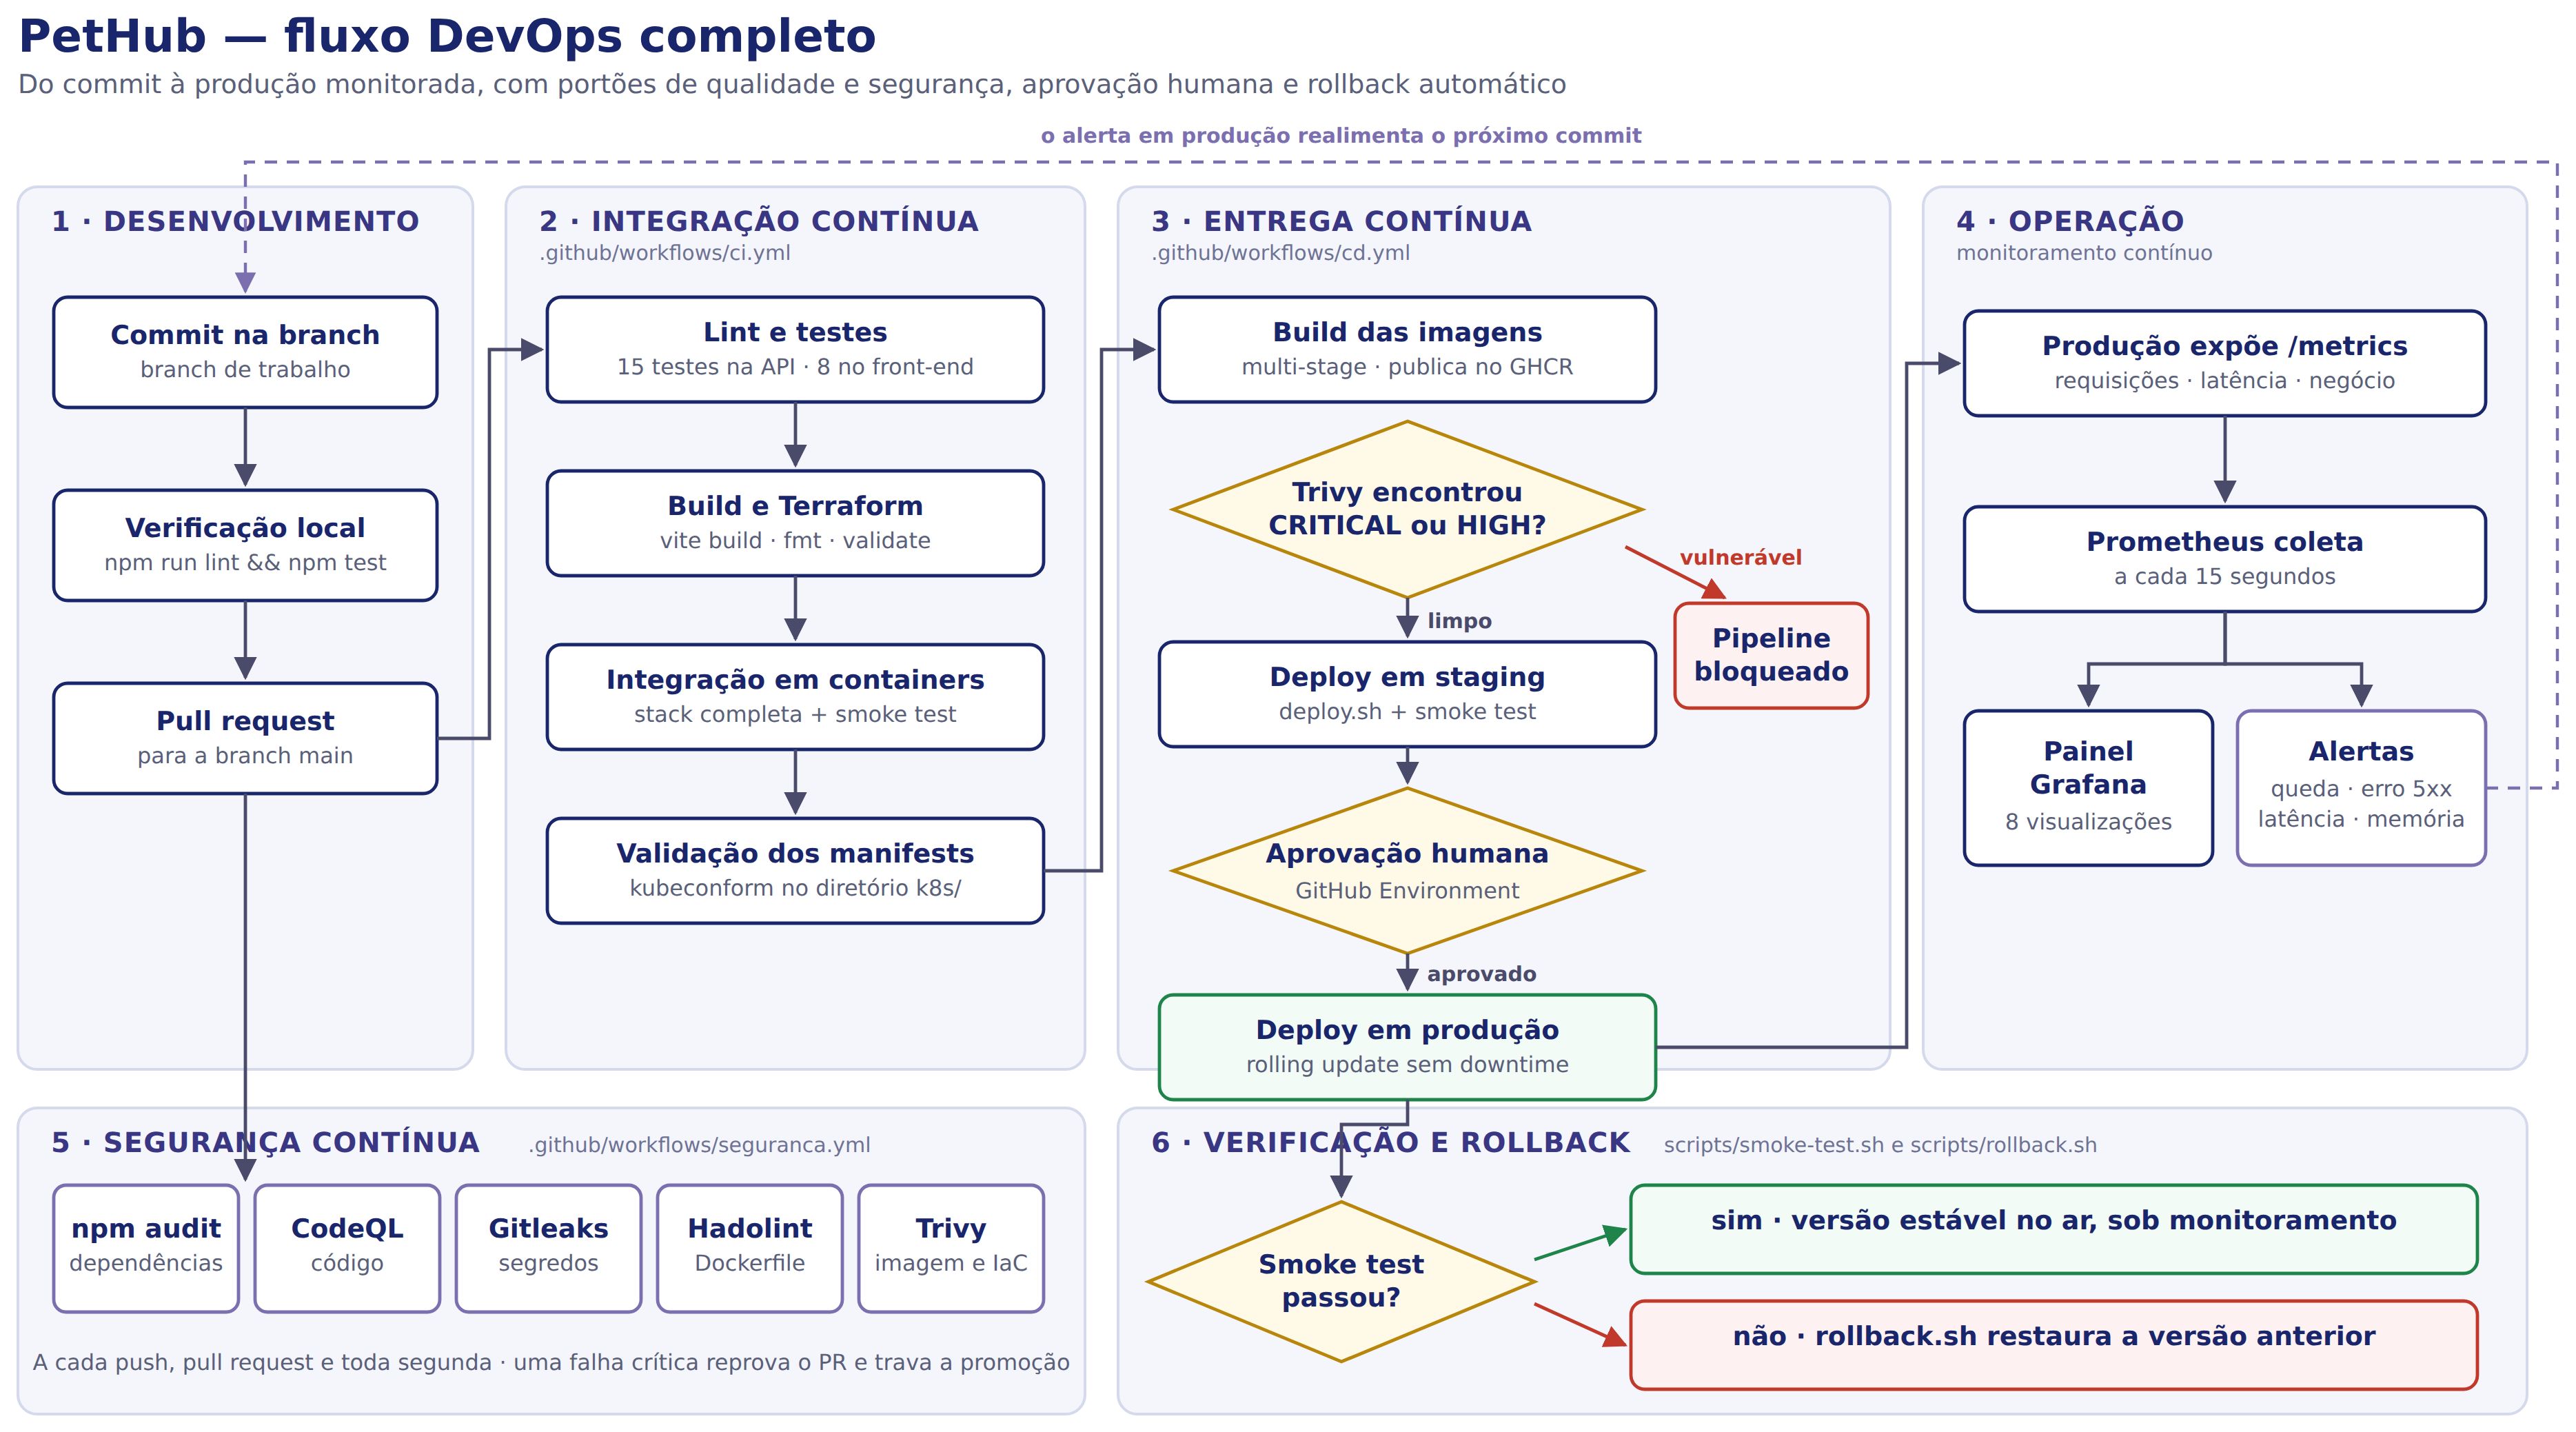 PetHub — fluxo DevOps completo
Do commit à produção monitorada, com portões de qualidade e segurança, aprovação humana e rollback automático
o alerta em produção realimenta o próximo commit
1 · DESENVOLVIMENTO
Commit na branch
branch de trabalho
Verificação local
npm run lint && npm test
Pull request
para a branch main
2 · INTEGRAÇÃO CONTÍNUA
.github/workflows/ci.yml
Lint e testes
15 testes na API · 8 no front-end
Build e Terraform
vite build · fmt · validate
Integração em containers
stack completa + smoke test
Validação dos manifests
kubeconform no diretório k8s/
3 · ENTREGA CONTÍNUA
.github/workflows/cd.yml
Build das imagens
multi-stage · publica no GHCR
Trivy encontrou
CRITICAL ou HIGH?
vulnerável
Pipeline
bloqueado
limpo
Deploy em staging
deploy.sh + smoke test
Aprovação humana
GitHub Environment
aprovado
Deploy em produção
rolling update sem downtime
4 · OPERAÇÃO
monitoramento contínuo
Produção expõe /metrics
requisições · latência · negócio
Prometheus coleta
a cada 15 segundos
Painel
Grafana
8 visualizações
Alertas
queda · erro 5xx
latência · memória
5 · SEGURANÇA CONTÍNUA
.github/workflows/seguranca.yml
npm audit
dependências
CodeQL
código
Gitleaks
segredos
Hadolint
Dockerfile
Trivy
imagem e IaC
A cada push, pull request e toda segunda · uma falha crítica reprova o PR e trava a promoção
6 · VERIFICAÇÃO E ROLLBACK
scripts/smoke-test.sh e scripts/rollback.sh
Smoke test
passou?
sim · versão estável no ar, sob monitoramento
não · rollback.sh restaura a versão anterior